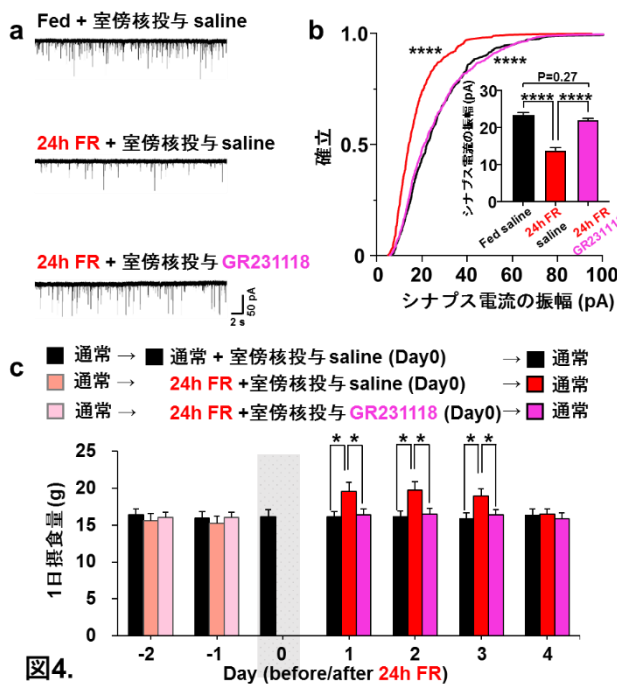 a
Fed + 室傍核投与 saline
24h FR + 室傍核投与 saline
24h FR + 室傍核投与 GR231118
50 pA
2 s
b
1.0
0.5
0
確立
0 20 40 60 80 100
シナプス電流の振幅 (pA)
****
****
P=0.27
**** ****
シナプス電流の振幅 (pA)
30
20
10
0
Fed saline
24h FR
saline
24h FR
GR231118
c
通常 → 通常 + 室傍核投与 saline (Day0) → 通常
通常 → 24h FR +室傍核投与 saline (Day0) → 通常
通常 → 24h FR +室傍核投与 GR231118 (Day0) → 通常
1日摂食量 (g)
25
20
15
10
5
0
* * * * * *
-2 -1 0 1 2 3 4
Day (before/after 24h FR)
図4.